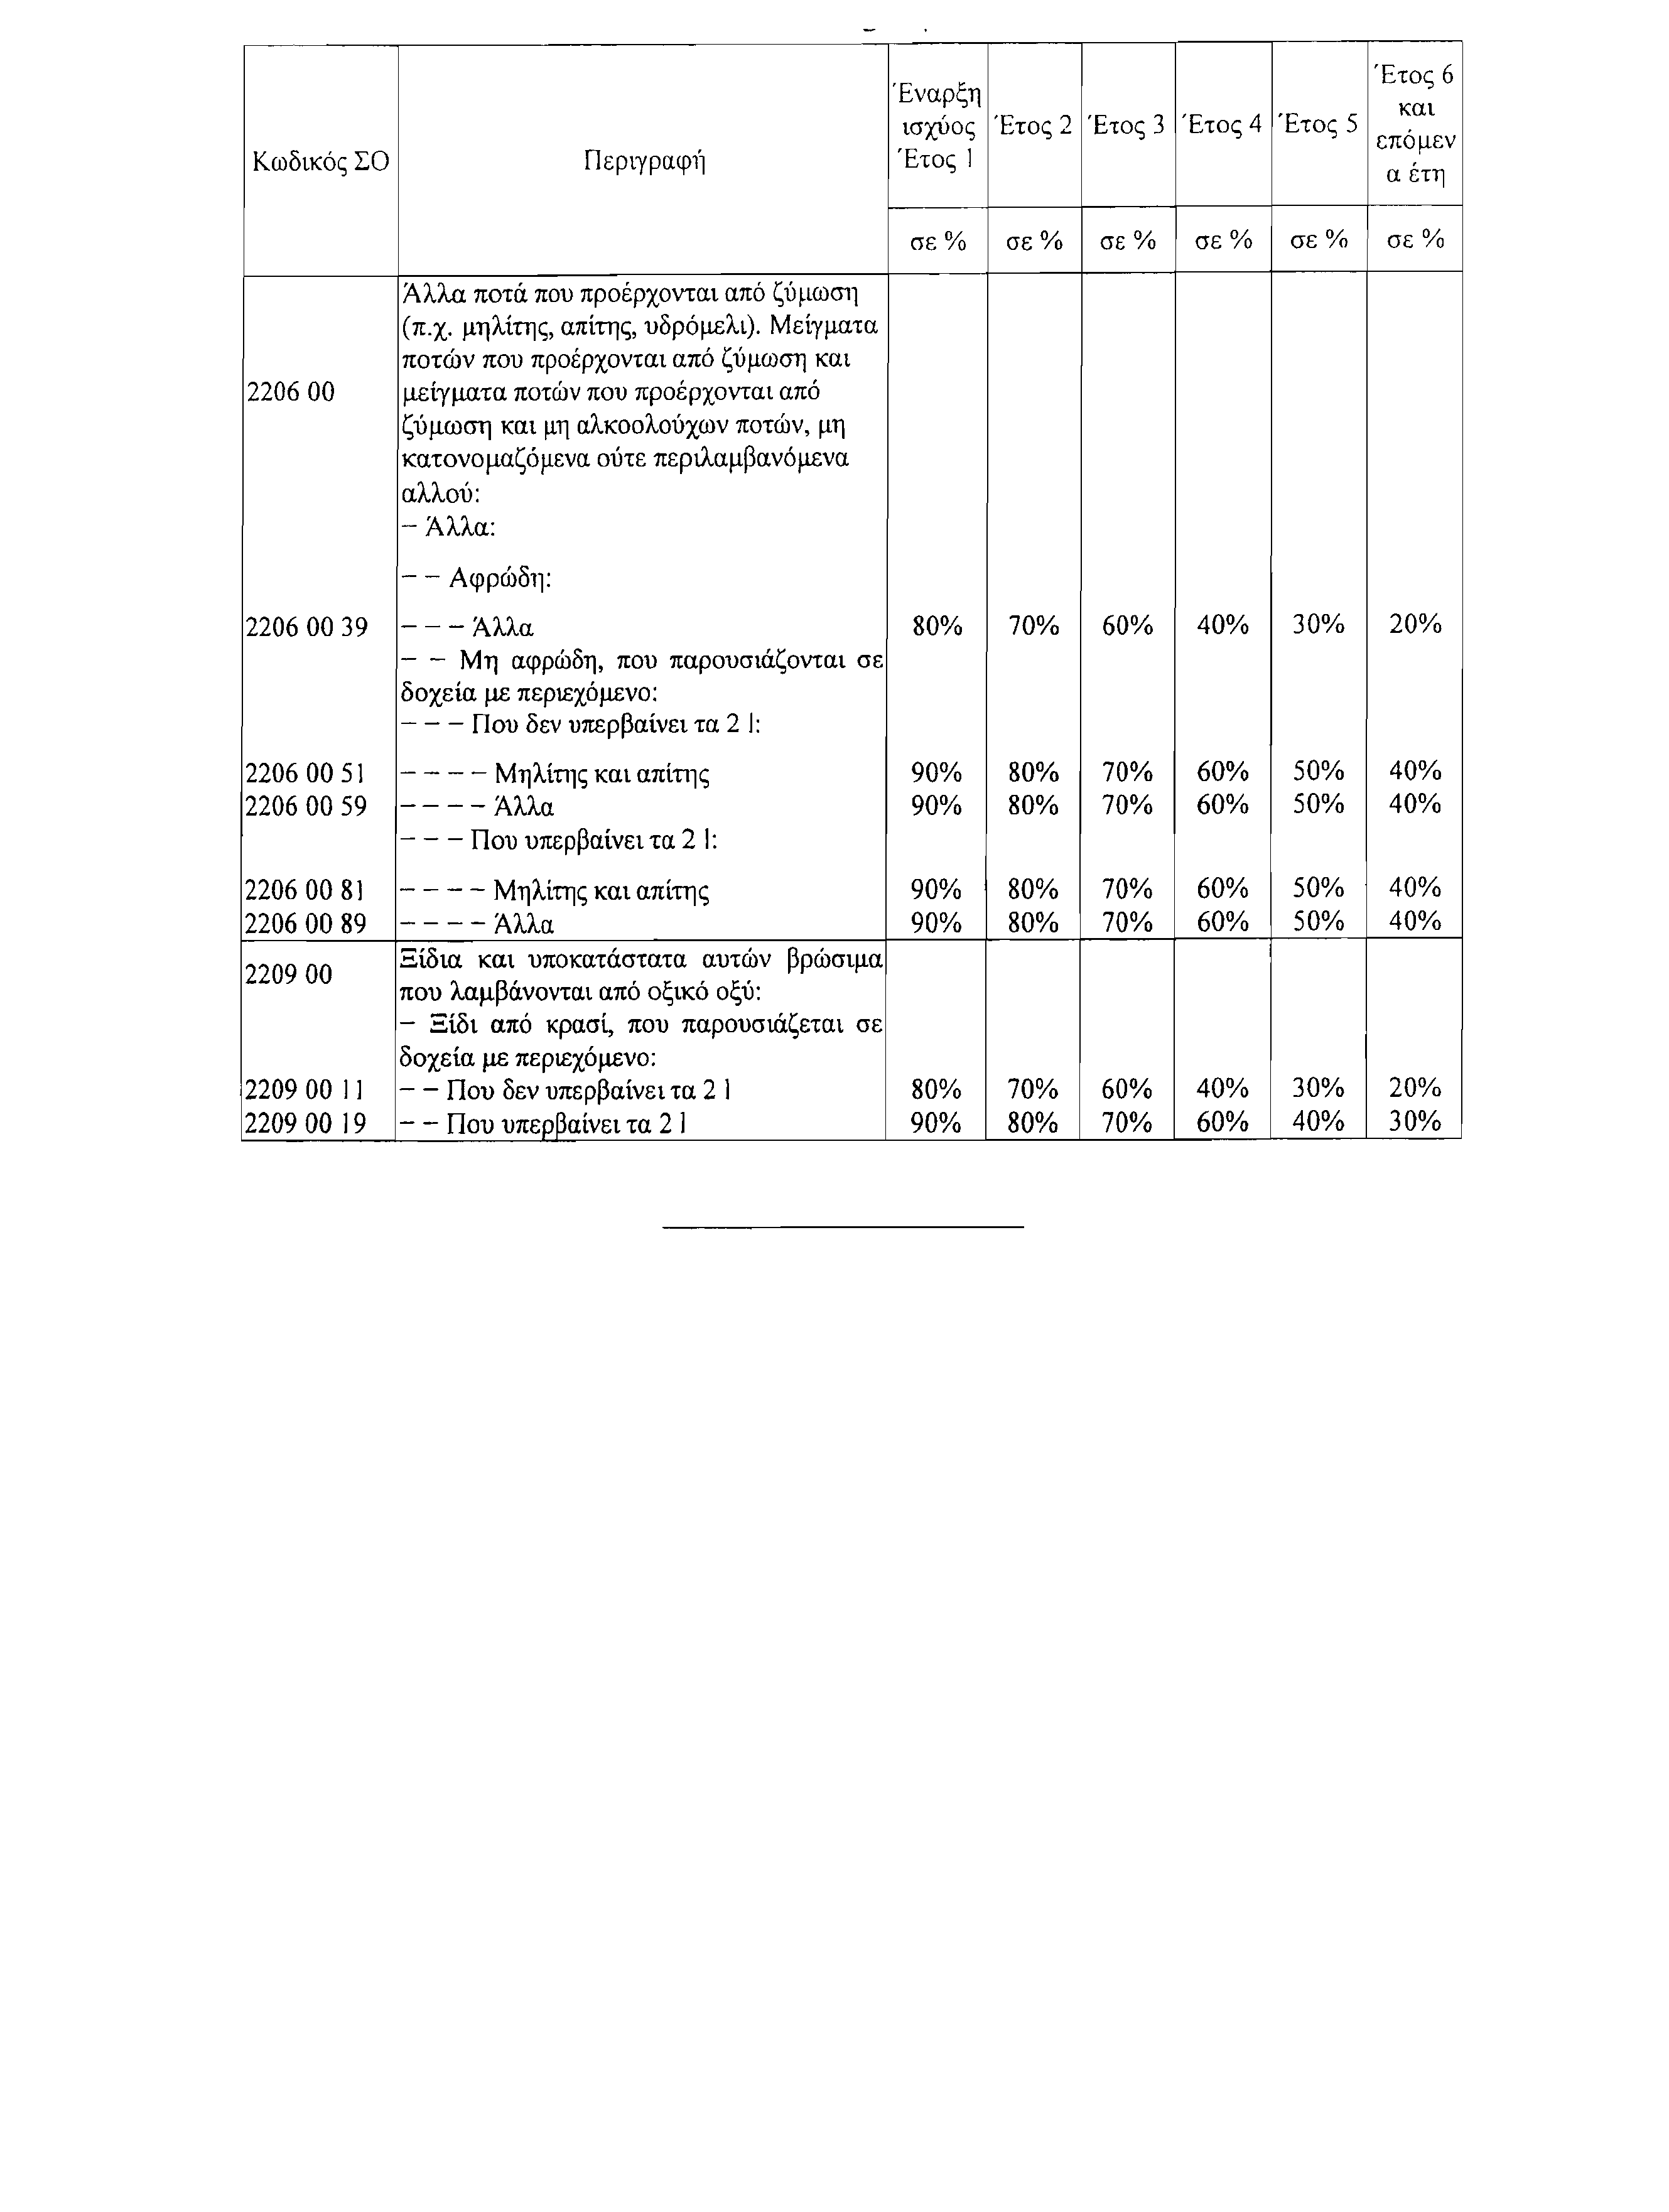 Κωδικός ΣΟ Περιγραφή Έναρξη ισχύος Έτος 1 Έτος 2 Έτος 3 Έτος 4 Έτος 5 Έτος 6 και επόμεν α έτη
σε % σε % σε % σε % σε % σε %
Άλλα ποτά που προέρχονται από ζύμωση
(π.χ. μηλίτης, απίτης, υδρόμελι). Μείγματα
ποτών που προέρχονται από ζύμωση και
2206 00 μείγματα ποτών που προέρχονται από
ζύμωση και μη αλκοολούχων ποτών, μη
κατονομαζόμενα ούτε περιλαμβανόμενα
αλλού:
– Άλλα:
– – Αφρώδη:
2206 00 39 – – – Άλλα 80% 70% 60% 40% 30% 20%
– – Μη αφρώδη, που παρουσιάζονται σε
δοχεία με περιεχόμενο:
– – – Που δεν υπερβαίνει τα 2 l:
2206 00 51 – – – – Μηλίτης και απίτης 90% 80% 70% 60% 50% 40%
2206 00 59 – – – – Άλλα 90% 80% 70% 60% 50% 40%
– – – Που υπερβαίνει τα 2 l:
2206 00 81 – – – – Μηλίτης και απίτης 90% 80% 70% 60% 50% 40%
2206 00 89 – – – – Άλλα 90% 80% 70% 60% 50% 40%
2209 00 Ξίδια και υποκατάστατα αυτών βρώσιμα
που λαμβάνονται από οξικό οξύ:
– Ξίδι από κρασί, που παρουσιάζεται σε
δοχεία με περιεχόμενο:
2209 00 11 – – Που δεν υπερβαίνει τα 2 l 80% 70% 60% 40% 30% 20%
2209 00 19 – – Που υπερβαίνει τα 2 l 90% 80% 70% 60% 40% 30%